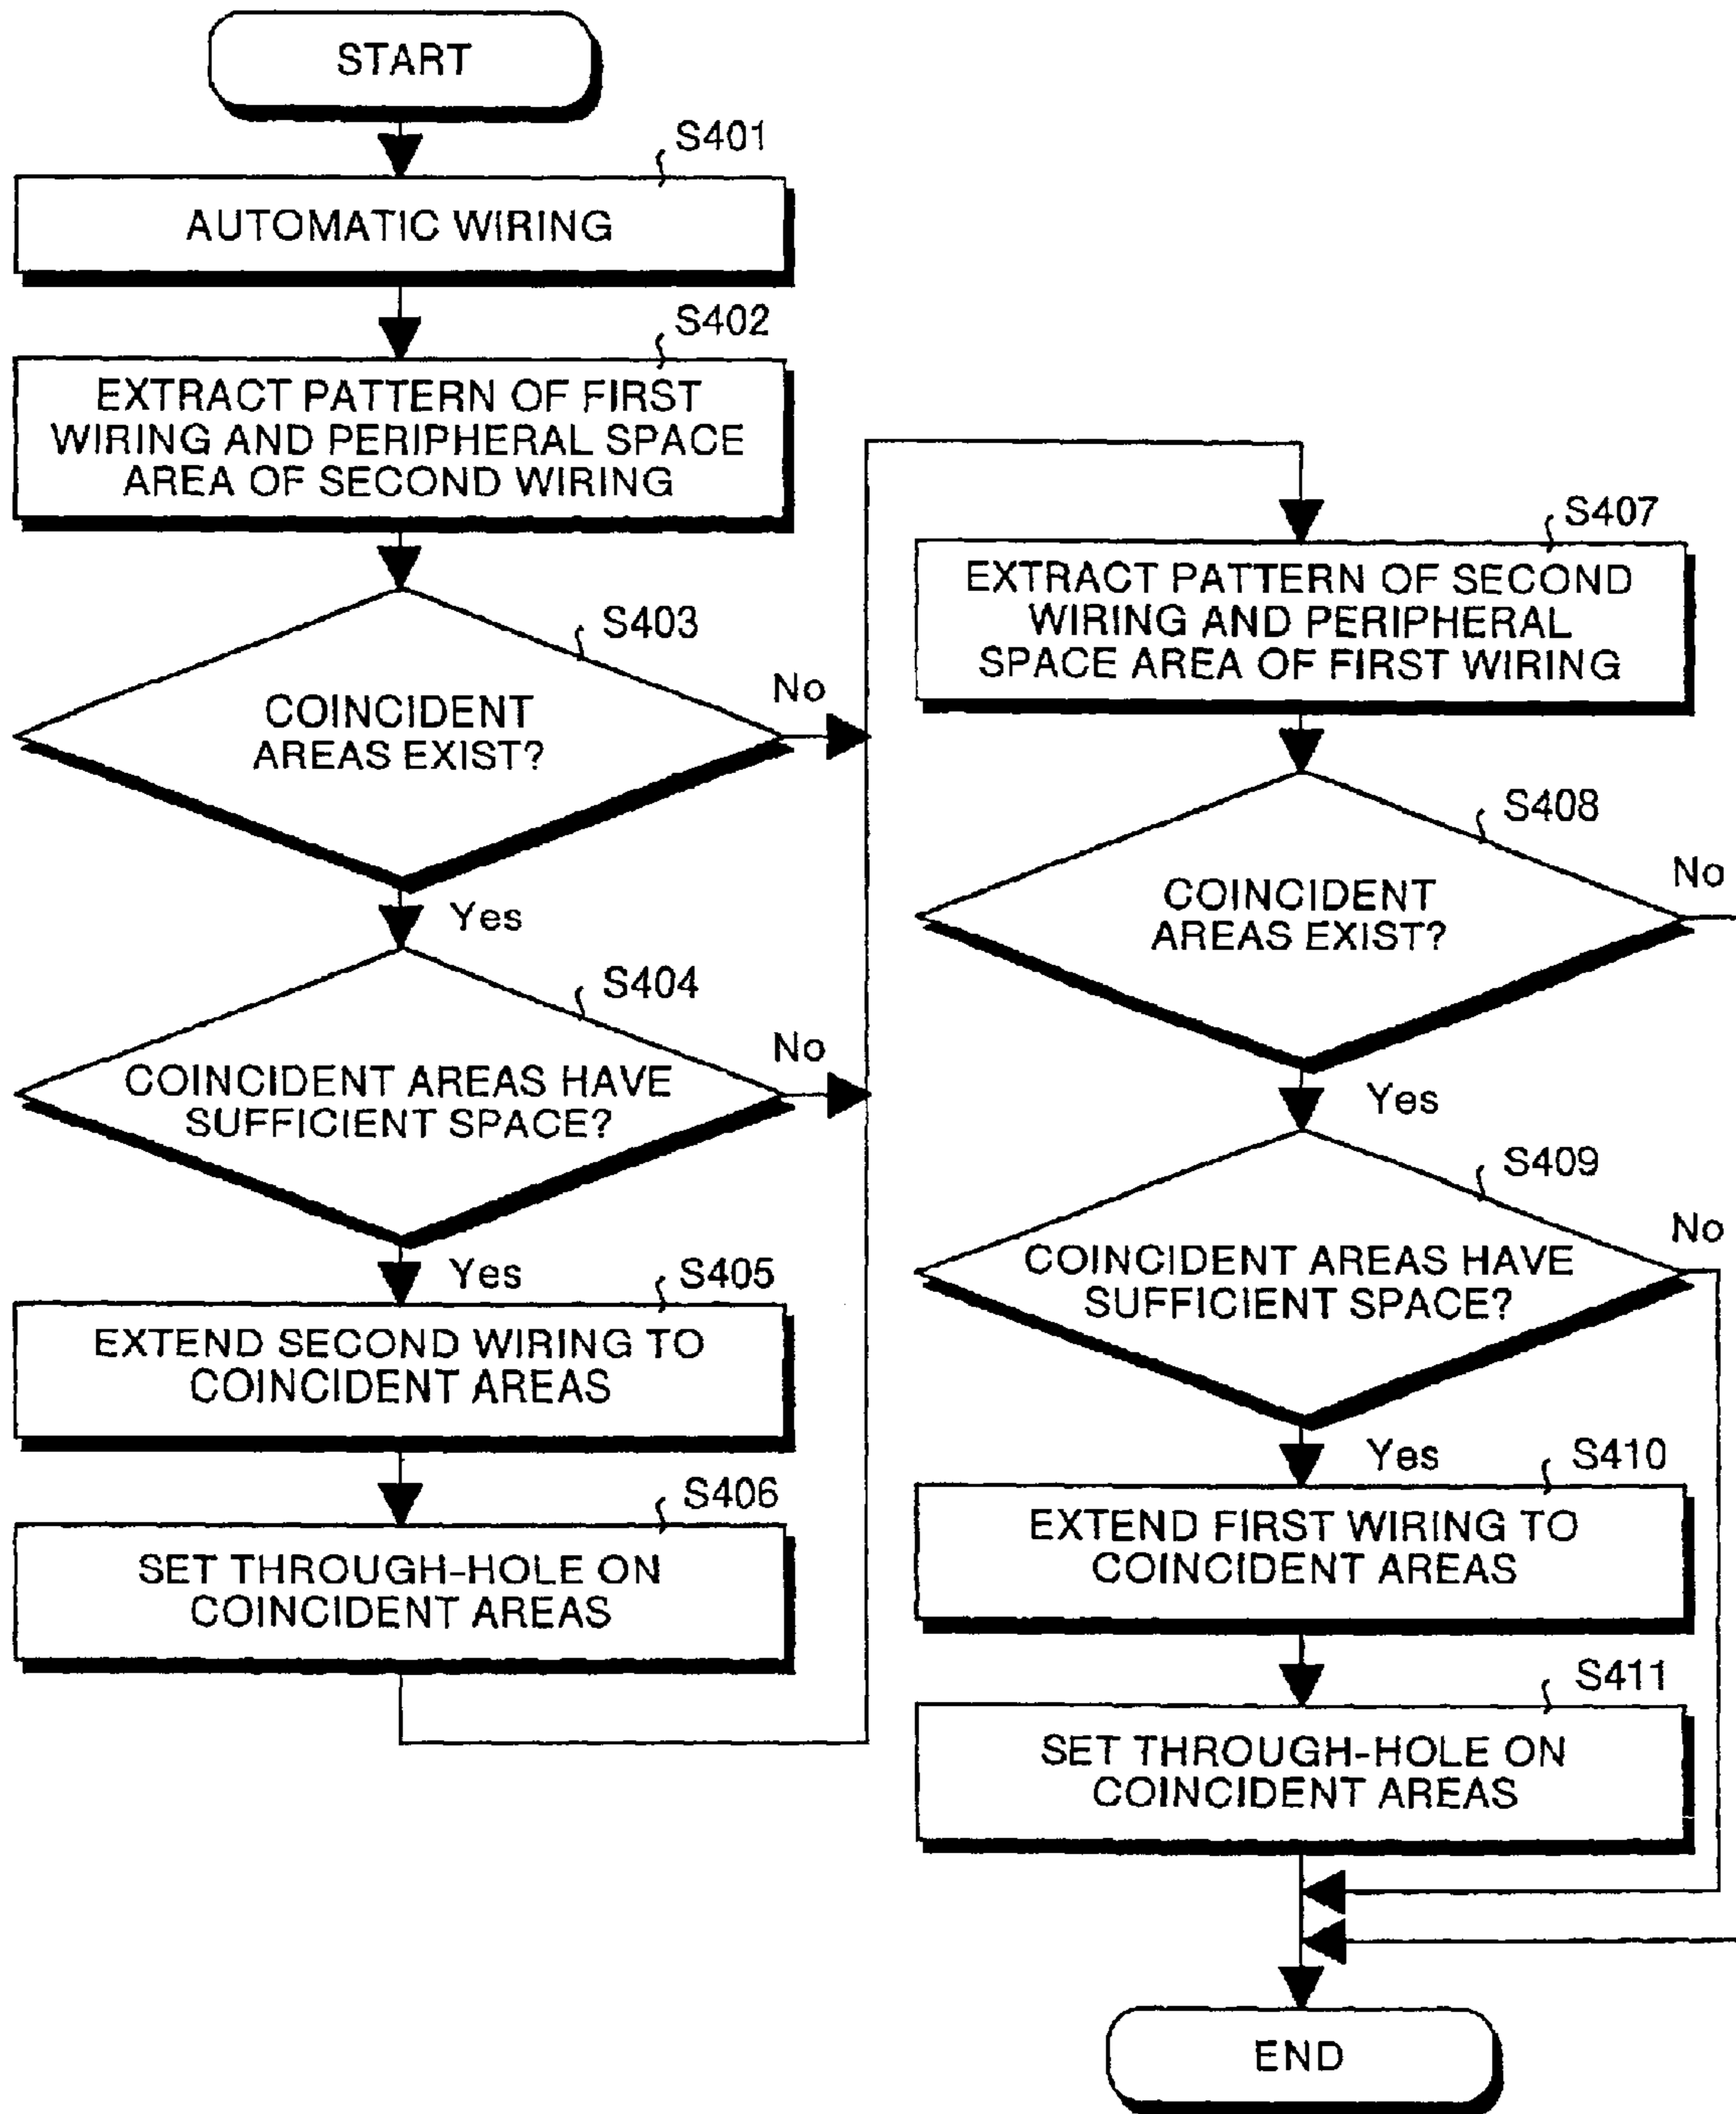 START
S401
AUTOMATIC WIRING
S402
EXTRACT PATTERN OF FIRST
WIRING AND PERIPHERAL SPACE
AREA OF SECOND WIRING
S403
COINCIDENT
AREAS EXIST?
No
Yes
S404
COINCIDENT AREAS HAVE
SUFFICIENT SPACE?
No
Yes
S405
EXTEND SECOND WIRING TO
COINCIDENT AREAS
S406
SET THROUGH-HOLE ON
COINCIDENT AREAS
S407
EXTRACT PATTERN OF SECOND
WIRING AND PERIPHERAL
SPACE AREA OF FIRST WIRING
S408
COINCIDENT
AREAS EXIST?
No
Yes
S409
COINCIDENT AREAS HAVE
SUFFICIENT SPACE?
No
Yes
S410
EXTEND FIRST WIRING TO
COINCIDENT AREAS
S411
SET THROUGH-HOLE ON
COINCIDENT AREAS
END